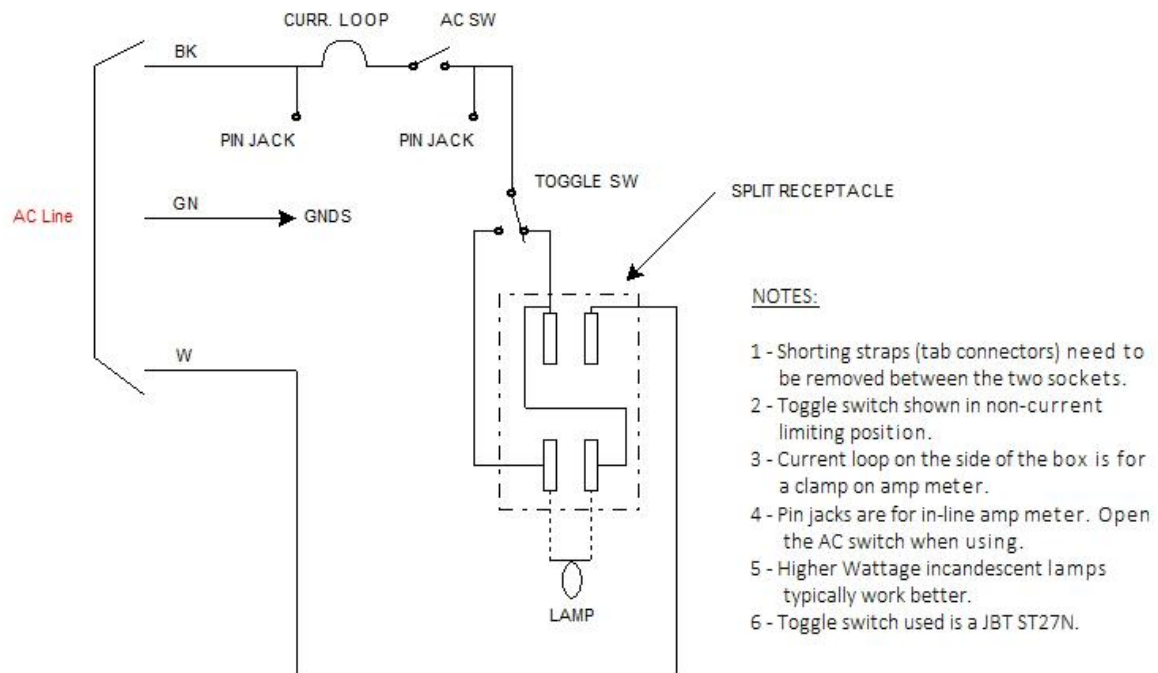 CURR. LOOP
AC SW
BK
PIN JACK
PIN JACK
TOGGLE SW
SPLIT RECEPTACLE
GN
AC Line
GNDS
W
LAMP
NOTES:
1 - Shorting straps (tab connectors) need to
be removed between the two sockets.
2 - Toggle switch shown in non-current
limiting position.
3 - Current loop on the side of the box is for
a clamp on amp meter.
4 - Pin jacks are for in-line amp meter. Open
the AC switch when using.
5 - Higher Wattage incandescent lamps
typically work better.
6 - Toggle switch used is a JBT ST27N.